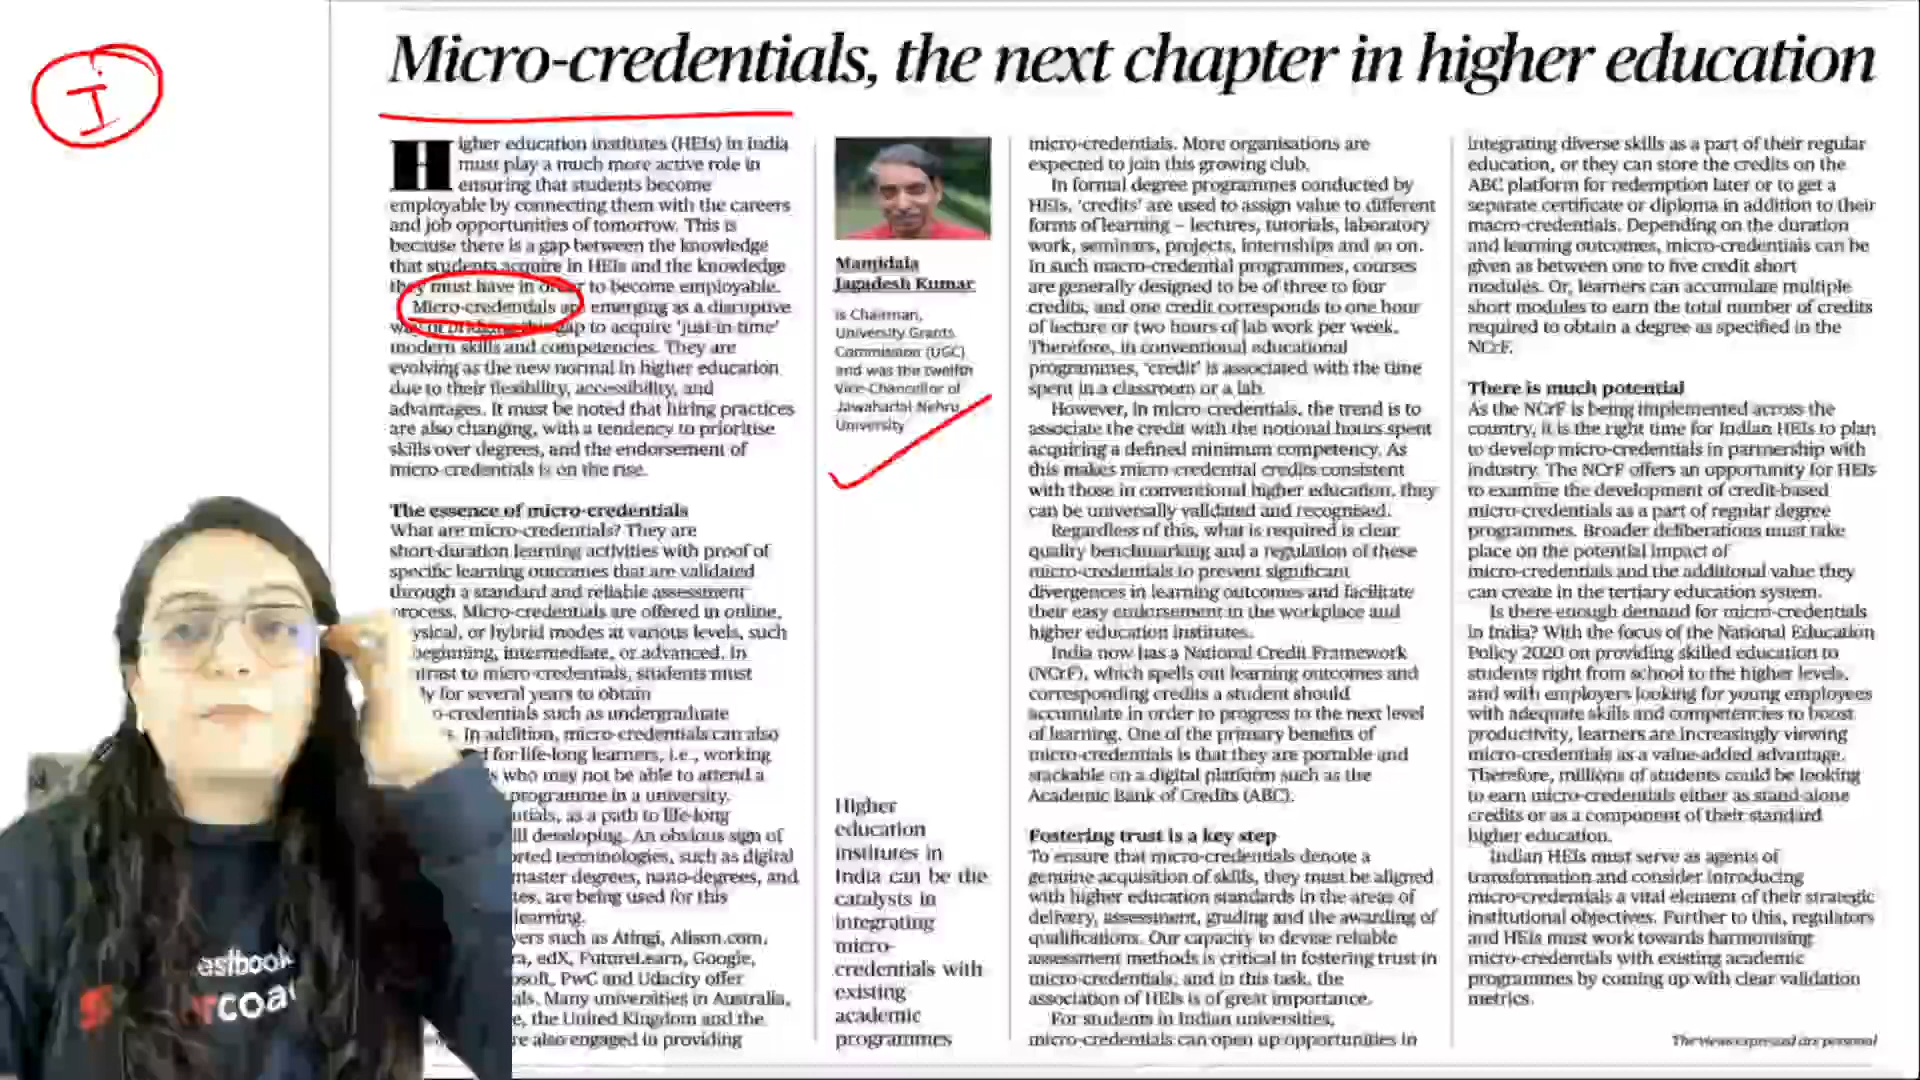 I
Micro-credentials, the next chapter in higher education
Higher education institutes (HEIs) in India
must play a much more active role in
ensuring that students become
employable by connecting them with the careers
and job opportunities of tomorrow. This is
because there is a gap between the knowledge
that students acquire in HEIs and the knowledge
they must have in order to become employable.
Micro-credentials are emerging as a disruptive
way of bridging this gap to acquire 'just-in-time'
modern skills and competencies. They are
evolving as the new normal in higher education
due to their flexibility, accessibility, and
advantages. It must be noted that hiring practices
are also changing, with a tendency to prioritise
skills over degrees, and the endorsement of
micro-credentials is on the rise.
The essence of micro-credentials
What are micro-credentials? They are
short-duration learning activities with proof of
specific learning outcomes that are validated
through a standard and reliable assessment
process. Micro-credentials are offered in online,
ysical, or hybrid modes at various levels, such
beginning, intermediate, or advanced. In
trast to micro-credentials, students must
ly for several years to obtain
o-credentials such as undergraduate
s. In addition, micro-credentials can also
d for life-long learners, i.e., working
s who may not be able to attend a
programme in a university.
ntials, as a path to life-long
ill developing. An obvious sign of
orted terminologies, such as digital
master degrees, nano-degrees, and
tes, are being used for this
learning.
yers such as Atingi, Alison.com,
ra, edX, FutureLearn, Google,
osoft, PwC and Udacity offer
als. Many universities in Australia,
e, the United Kingdom and the
re also engaged in providing
Mamidala
Jagadesh Kumar
is Chairman,
University Grants
Commission (UGC)
and was the twelfth
Vice-Chancellor of
Jawaharlal Nehru
University
Higher
education
institutes in
India can be the
catalysts in
integrating
micro-
credentials with
existing
academic
programmes
micro-credentials. More organisations are
expected to join this growing club.
In formal degree programmes conducted by
HEIs, 'credits' are used to assign value to different
forms of learning – lectures, tutorials, laboratory
work, seminars, projects, internships and so on.
In such macro-credential programmes, courses
are generally designed to be of three to four
credits, and one credit corresponds to one hour
of lecture or two hours of lab work per week.
Therefore, in conventional educational
programmes, 'credit' is associated with the time
spent in a classroom or a lab.
However, in micro-credentials, the trend is to
associate the credit with the notional hours spent
acquiring a defined minimum competency. As
this makes micro-credential credits consistent
with those in conventional higher education, they
can be universally validated and recognised.
Regardless of this, what is required is clear
quality benchmarking and a regulation of these
micro-credentials to prevent significant
divergences in learning outcomes and facilitate
their easy endorsement in the workplace and
higher education institutes.
India now has a National Credit Framework
(NCrF), which spells out learning outcomes and
corresponding credits a student should
accumulate in order to progress to the next level
of learning. One of the primary benefits of
micro-credentials is that they are portable and
stackable on a digital platform such as the
Academic Bank of Credits (ABC).
Fostering trust is a key step
To ensure that micro-credentials denote a
genuine acquisition of skills, they must be aligned
with higher education standards in the areas of
delivery, assessment, grading and the awarding of
qualifications. Our capacity to devise reliable
assessment methods is critical in fostering trust in
micro-credentials, and in this task, the
association of HEIs is of great importance.
For students in Indian universities,
micro-credentials can open up opportunities in
integrating diverse skills as a part of their regular
education, or they can store the credits on the
ABC platform for redemption later or to get a
separate certificate or diploma in addition to their
macro-credentials. Depending on the duration
and learning outcomes, micro-credentials can be
given as between one to five credit short
modules. Or, learners can accumulate multiple
short modules to earn the total number of credits
required to obtain a degree as specified in the
NCrF.
There is much potential
As the NCrF is being implemented across the
country, it is the right time for Indian HEIs to plan
to develop micro-credentials in partnership with
industry. The NCrF offers an opportunity for HEIs
to examine the development of credit-based
micro-credentials as a part of regular degree
programmes. Broader deliberations must take
place on the potential impact of
micro-credentials and the additional value they
can create in the tertiary education system.
Is there enough demand for micro-credentials
in India? With the focus of the National Education
Policy 2020 on providing skilled education to
students right from school to the higher levels,
and with employers looking for young employees
with adequate skills and competencies to boost
productivity, learners are increasingly viewing
micro-credentials as a value-added advantage.
Therefore, millions of students could be looking
to earn micro-credentials either as stand-alone
credits or as a component of their standard
higher education.
Indian HEIs must serve as agents of
transformation and consider introducing
micro-credentials a vital element of their strategic
institutional objectives. Further to this, regulators
and HEIs must work towards harmonising
micro-credentials with existing academic
programmes by coming up with clear validation
metrics.
The views expressed are personal
estbook
rcoa